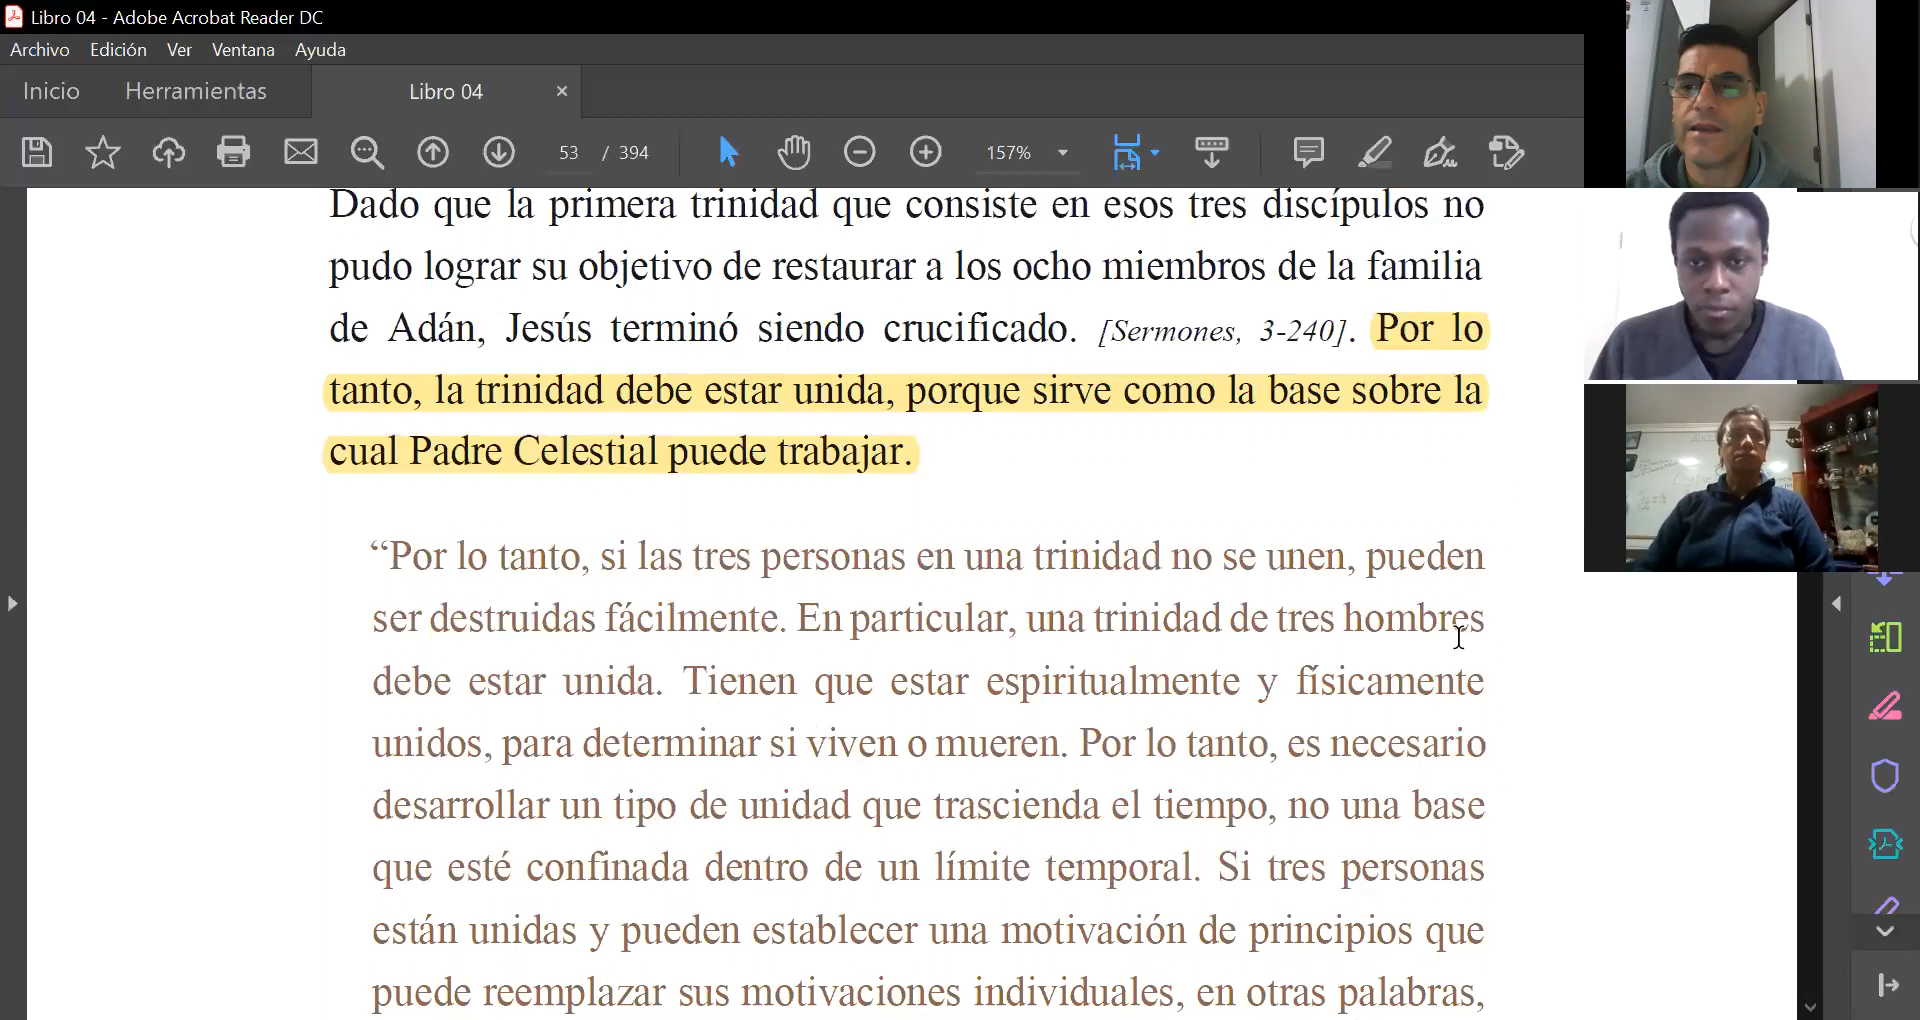 Libro 04 - Adobe Acrobat Reader DC
Archivo Edición Ver Ventana Ayuda
Inicio Herramientas Libro 04
53 / 394 157%
Dado que la primera trinidad que consiste en esos tres discípulos no
pudo lograr su objetivo de restaurar a los ocho miembros de la familia
de Adán, Jesús terminó siendo crucificado. [Sermones, 3-240]. Por lo
tanto, la trinidad debe estar unida, porque sirve como la base sobre la
cual Padre Celestial puede trabajar.
“Por lo tanto, si las tres personas en una trinidad no se unen, pueden
ser destruidas fácilmente. En particular, una trinidad de tres hombres
debe estar unida. Tienen que estar espiritualmente y físicamente
unidos, para determinar si viven o mueren. Por lo tanto, es necesario
desarrollar un tipo de unidad que trascienda el tiempo, no una base
que esté confinada dentro de un límite temporal. Si tres personas
están unidas y pueden establecer una motivación de principios que
puede reemplazar sus motivaciones individuales, en otras palabras,